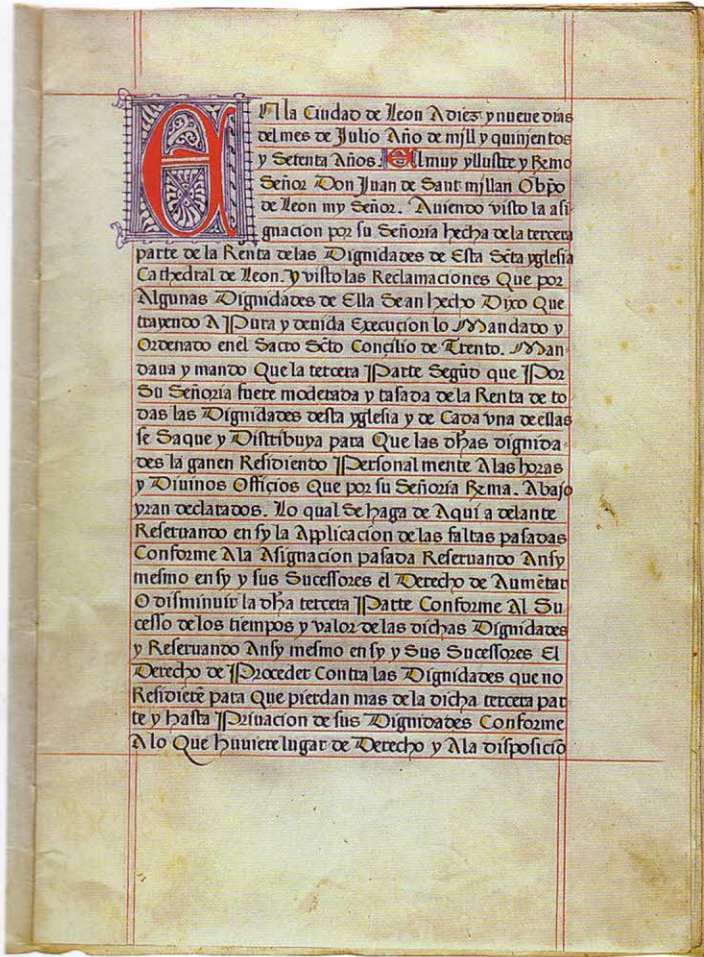 En la Ciudad de Leon A diez y nueve dias
del mes de Julio Año de mjll y quinjentos
y Setenta Años. El muy yllustre y Rmo
Señor Don Juan de Sant millan Obpo
de Leon my Señor. Auiendo visto la asi
gnacion por su Señoria hecha de la tercera
parte de la Renta delas Dignidades de Esta Scta yglesia
Cathedral de Leon. y visto las Reclamaciones Que por
Algunas Dignidades de Ella Se an hecho Dixo Que
trayendo A Pura y deuida Execucion lo Mandado y
Ordenado enel Sacro Scto Concilio de Trento. Man
daua y mando Que la tercera Parte Segũd que Por
Su Señoria fuere moderada y tasada de la Renta de to
das las Dignidades desta yglesia y de Cada vna de ellas
se Saque y Distribuya para Que las dhas dignida
des la ganen Residiendo Personal mente A las horas
y Diuinos Officios Que por su Señoria Rma. Abajo
yran declarados. Lo qual Se haga de Aqui a delante
Reseruando en sy la Applicacion de las faltas pasadas
Conforme A la Asignacion pasada Reseruando Ansy
mesmo en sy y sus Sucessores el Derecho de Aumẽtar
O disminuir la dha tercera Parte Conforme Al Su
cesso de los tiempos y valor de las dichas Dignidades
y Reseruando Ansy mesmo en sy y Sus Sucessores El
Derecho de Proceder Contra las Dignidades que no
Residierẽ para Que pierdan mas de la dicha tercera par
te y hasta Priuacion de sus Dignidades Conforme
A lo Que huuiere lugar de Derecho y A la disposiciõ